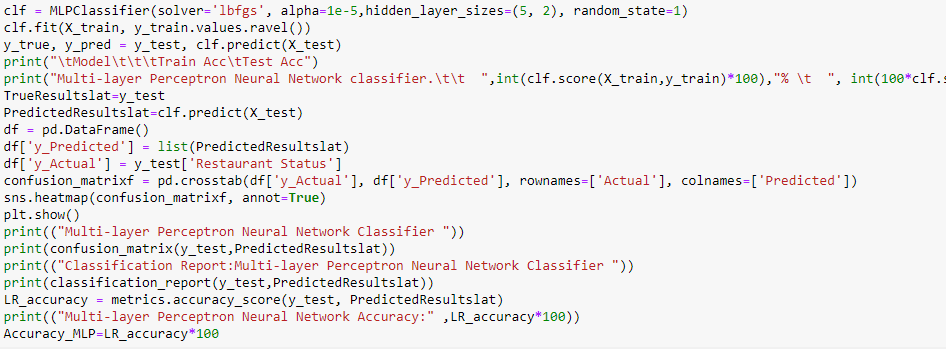 clf = MLPClassifier(solver='lbfgs', alpha=1e-5,hidden_layer_sizes=(5, 2), random_state=1)
clf.fit(X_train, y_train.values.ravel())
y_true, y_pred = y_test, clf.predict(X_test)
print("\tModel\t\t\tTrain Acc\tTest Acc")
print("Multi-layer Perceptron Neural Network classifier.\t\t  ",int(clf.score(X_train,y_train)*100),"% \t  ", int(100*clf.s
TrueResultslat=y_test
PredictedResultslat=clf.predict(X_test)
df = pd.DataFrame()
df['y_Predicted'] = list(PredictedResultslat)
df['y_Actual'] = y_test['Restaurant Status']
confusion_matrixf = pd.crosstab(df['y_Actual'], df['y_Predicted'], rownames=['Actual'], colnames=['Predicted'])
sns.heatmap(confusion_matrixf, annot=True)
plt.show()
print(("Multi-layer Perceptron Neural Network Classifier "))
print(confusion_matrix(y_test,PredictedResultslat))
print(("Classification Report:Multi-layer Perceptron Neural Network Classifier "))
print(classification_report(y_test,PredictedResultslat))
LR_accuracy = metrics.accuracy_score(y_test, PredictedResultslat)
print(("Multi-layer Perceptron Neural Network Accuracy:" ,LR_accuracy*100))
Accuracy_MLP=LR_accuracy*100